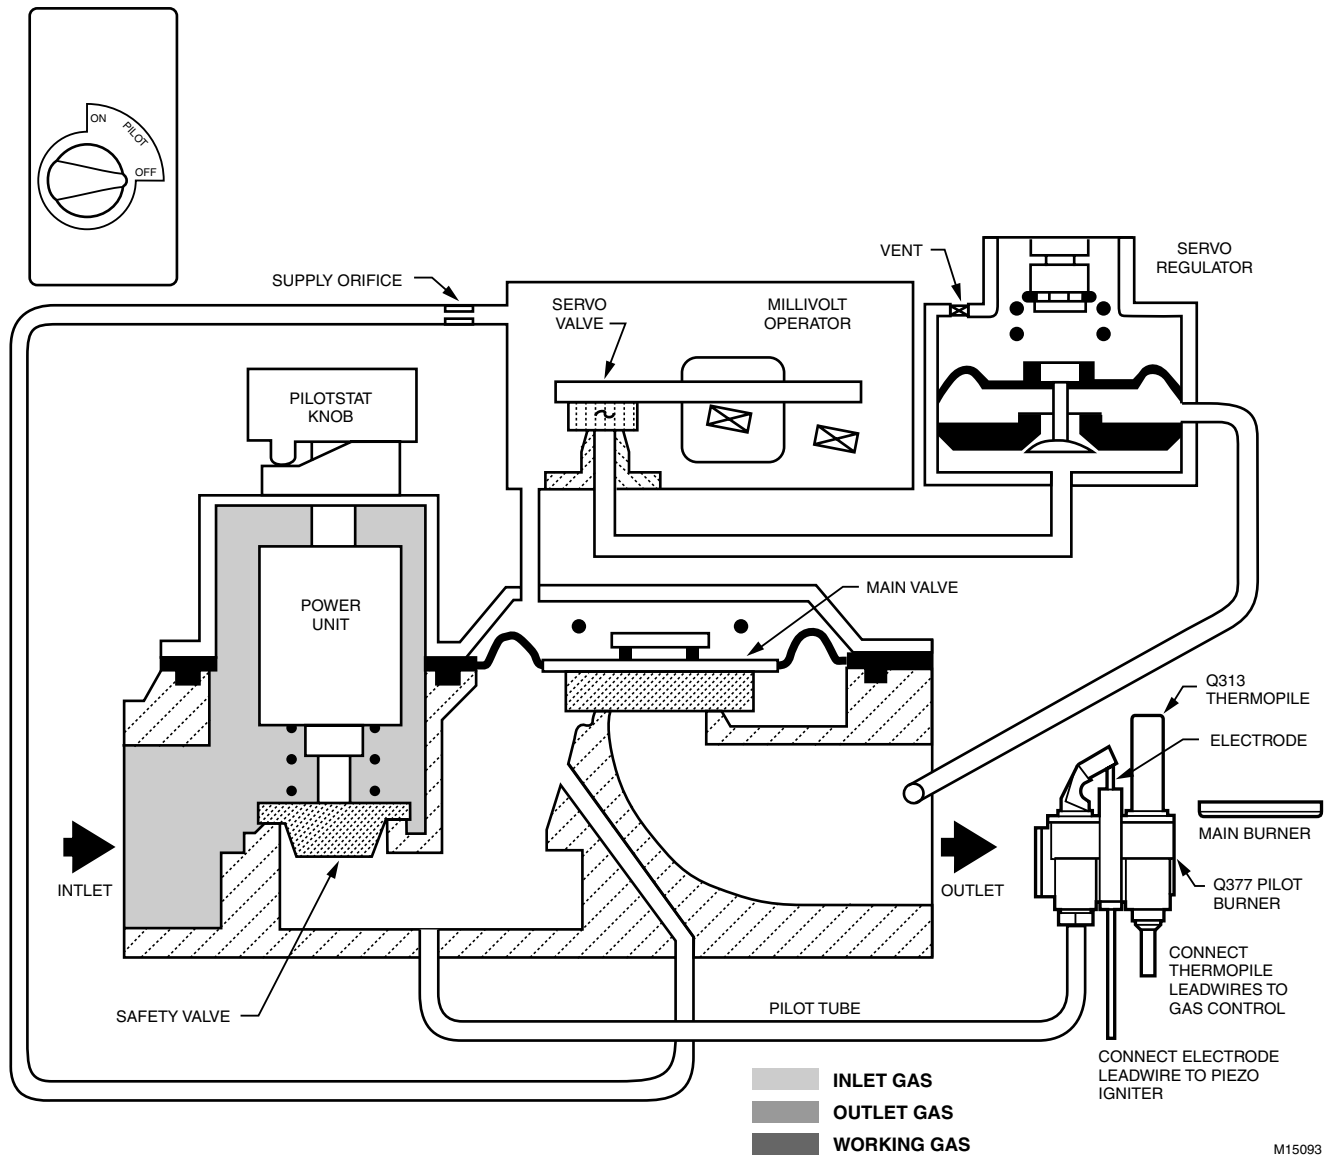 ON
PILOT
OFF
SUPPLY ORIFICE
SERVO
VALVE
MILLIVOLT
OPERATOR
VENT
SERVO
REGULATOR
PILOTSTAT
KNOB
POWER
UNIT
MAIN VALVE
Q313
THERMOPILE
ELECTRODE
MAIN BURNER
INTLET
OUTLET
Q377 PILOT
BURNER
CONNECT
THERMOPILE
LEADWIRES TO
GAS CONTROL
SAFETY VALVE
PILOT TUBE
CONNECT ELECTRODE
LEADWIRE TO PIEZO
IGNITER
INLET GAS
OUTLET GAS
WORKING GAS
M15093